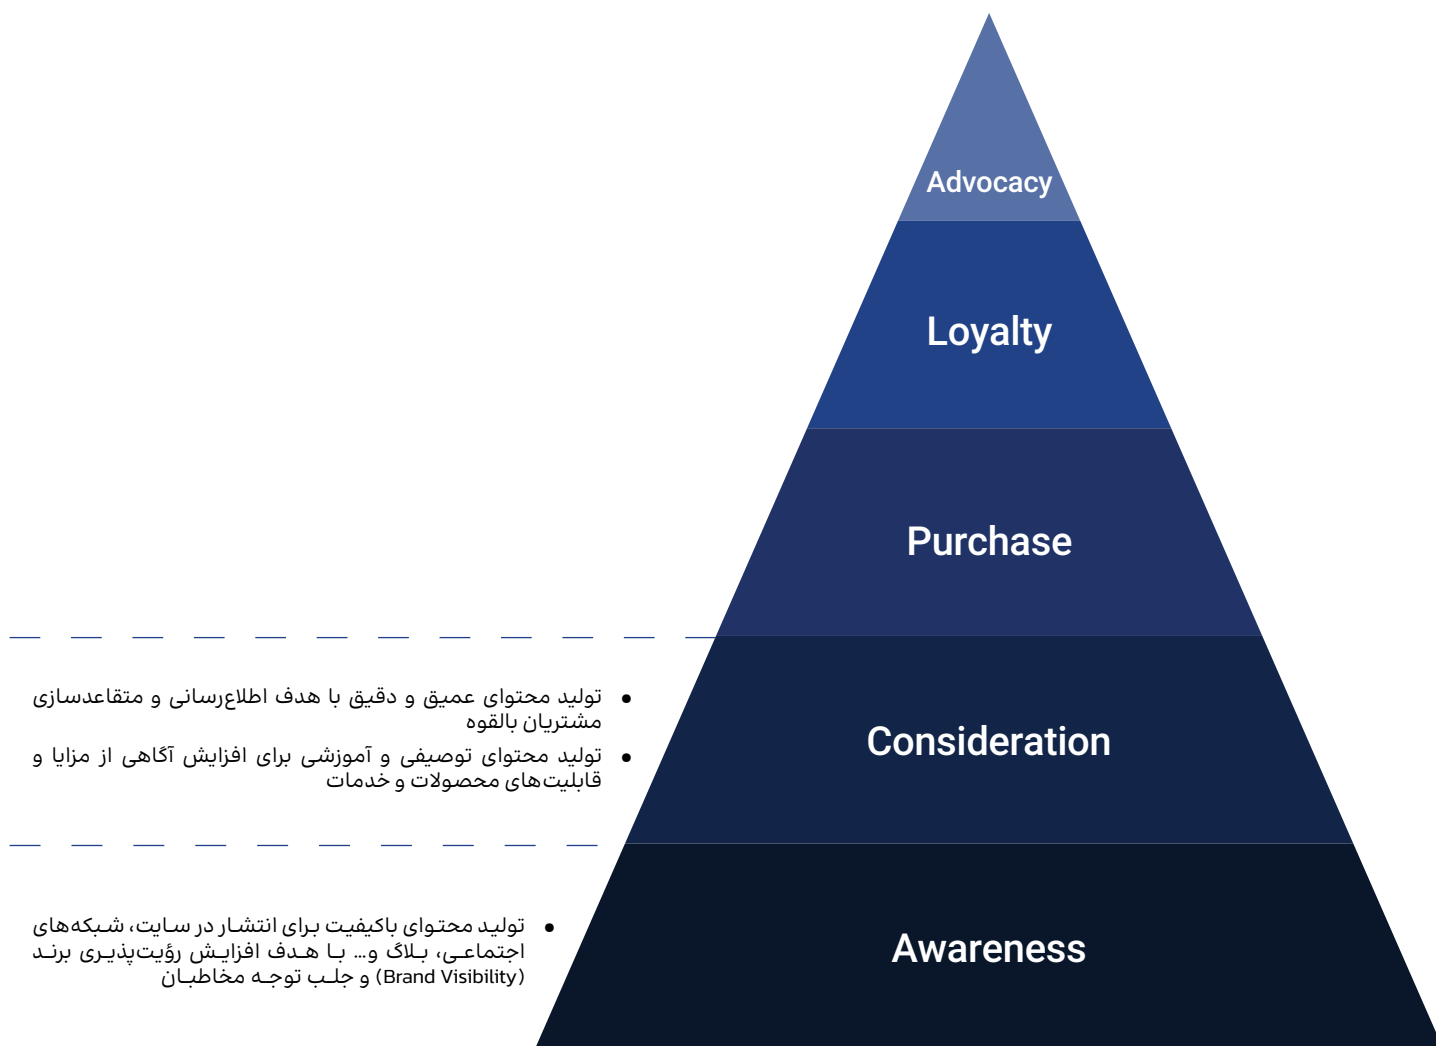 Advocacy
Loyalty
Purchase
• تولید محتوای عمیق و دقیق با هدف اطلاع‌رسانی و متقاعدسازی
مشتریان بالقوه
• تولید محتوای توصیفی و آموزشی برای افزایش آگاهی از مزایا و
قابلیت‌های محصولات و خدمات
Consideration
• تولید محتوای باکیفیت برای انتشار در سایت، شبکه‌های
اجتماعی، بلاگ و... با هدف افزایش رؤیت‌پذیری برند
(Brand Visibility) و جلب توجه مخاطبان
Awareness